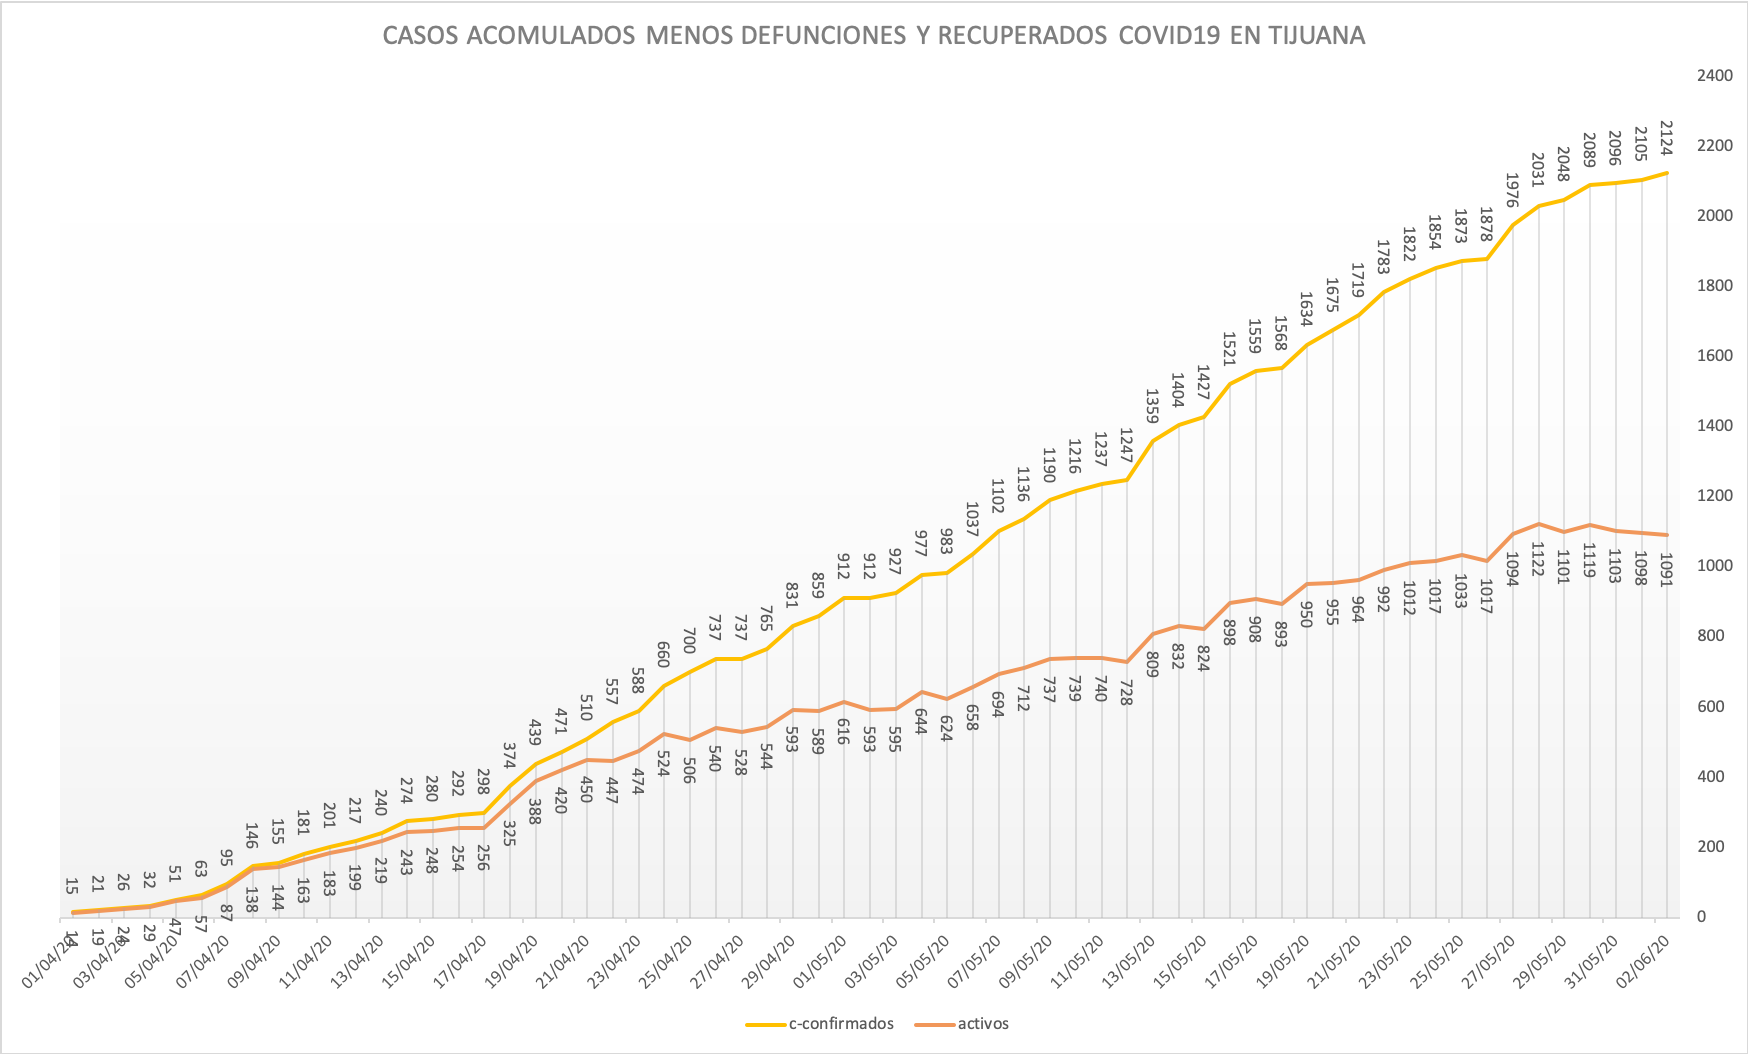 CASOS ACOMULADOS MENOS DEFUNCIONES Y RECUPERADOS COVID19 EN TIJUANA
2400
2200
2000
1800
1600
1400
1200
1000
800
600
400
200
0
15 21 26 32 51 63 95 146 155 181 201 217 240 274 280 292 298 374 439 471 510 557 588 660 700 737 737 765 831 859 912 912 927 977 983 1037 1102 1136 1190 1216 1237 1247 1359 1404 1427 1521 1559 1568 1634 1675 1719 1783 1822 1854 1873 1878 1976 2031 2048 2089 2096 2105 2124
14 19 24 29 47 57 87 138 144 163 183 199 219 243 248 254 256 325 388 420 450 447 474 524 506 540 528 544 593 589 616 593 595 644 624 658 694 712 737 739 740 728 809 832 824 898 908 893 950 955 964 992 1012 1017 1033 1017 1094 1122 1101 1119 1103 1098 1091
01/04/20 03/04/20 05/04/20 07/04/20 09/04/20 11/04/20 13/04/20 15/04/20 17/04/20 19/04/20 21/04/20 23/04/20 25/04/20 27/04/20 29/04/20 01/05/20 03/05/20 05/05/20 07/05/20 09/05/20 11/05/20 13/05/20 15/05/20 17/05/20 19/05/20 21/05/20 23/05/20 25/05/20 27/05/20 29/05/20 31/05/20 02/06/20
c-confirmados activos